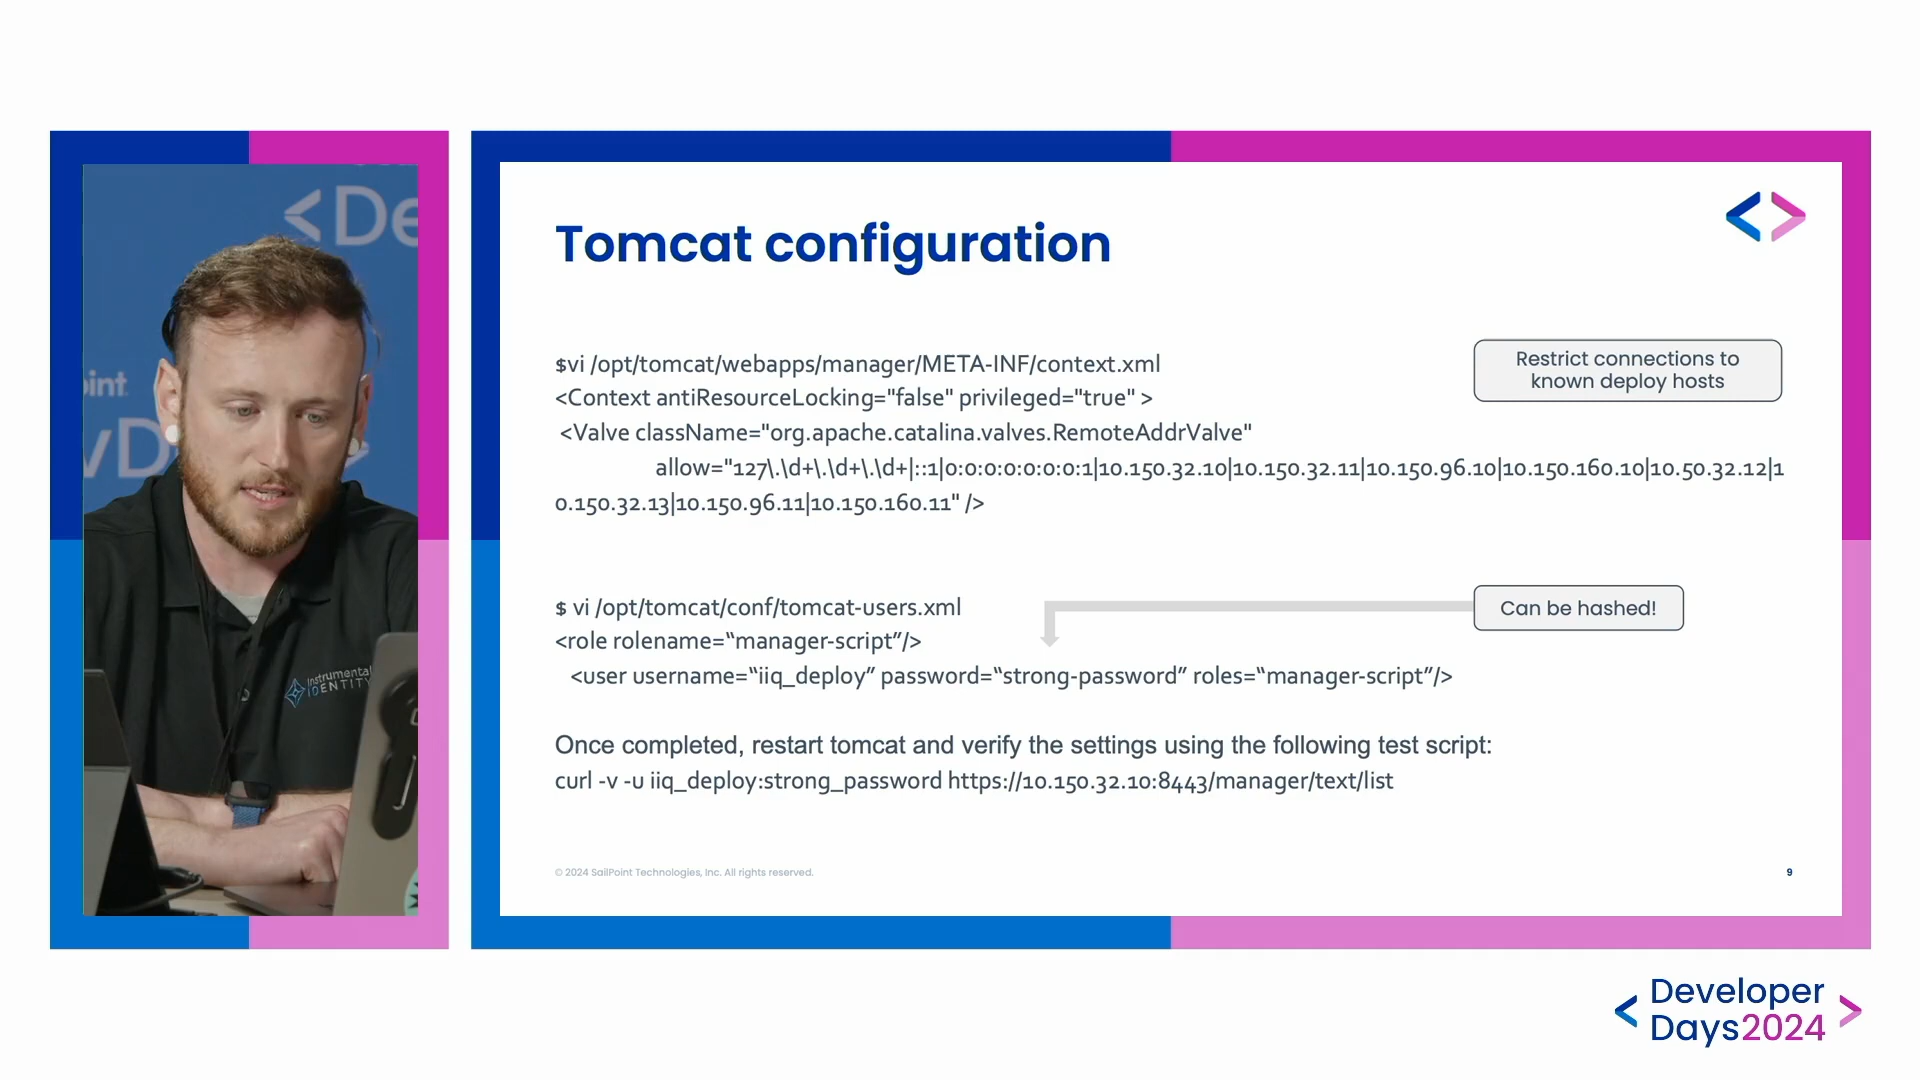 <De
oint
vD
Instrumental
IDENTITY
Tomcat configuration
$vi /opt/tomcat/webapps/manager/META-INF/context.xml
<Context antiResourceLocking="false" privileged="true" >
<Valve className="org.apache.catalina.valves.RemoteAddrValve"
allow="127\.\d+\.\d+\.\d+|::1|0:0:0:0:0:0:0:1|10.150.32.10|10.150.32.11|10.150.96.10|10.150.160.10|10.50.32.12|1
0.150.32.13|10.150.96.11|10.150.160.11" />
Restrict connections to
known deploy hosts
$ vi /opt/tomcat/conf/tomcat-users.xml
Can be hashed!
<role rolename=“manager-script”/>
<user username=“iiq_deploy” password=“strong-password” roles=“manager-script”/>
Once completed, restart tomcat and verify the settings using the following test script:
curl -v -u iiq_deploy:strong_password https://10.150.32.10:8443/manager/text/list
© 2024 SailPoint Technologies, Inc. All rights reserved.
9
Developer
Days2024